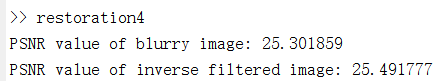 >> restoration4
PSNR value of blurry image: 25.301859
PSNR value of inverse filtered image: 25.491777